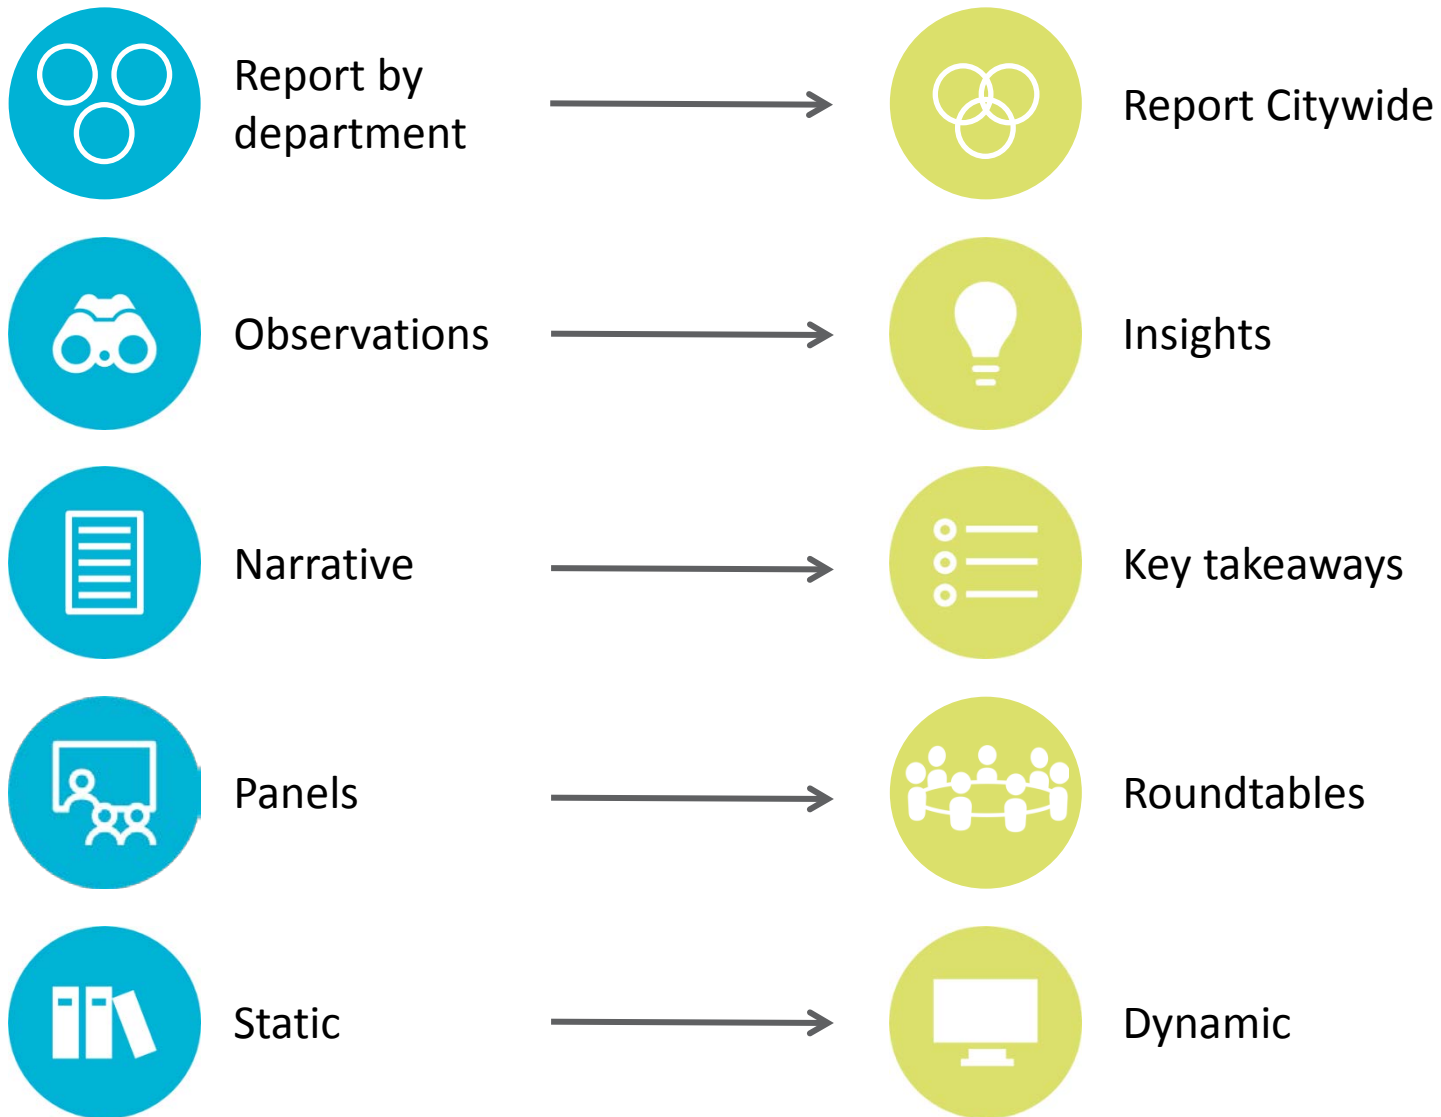 Report by
department
Report Citywide
Observations
Insights
Narrative
Key takeaways
Panels
Roundtables
Static
Dynamic